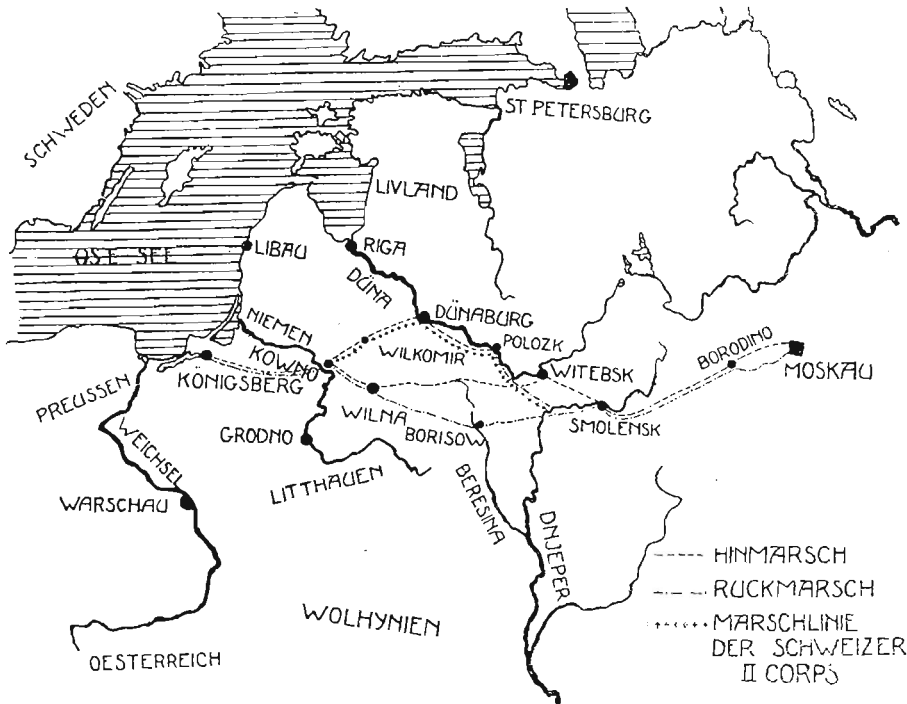 SCHWEDEN
ST PETERSBURG
LIVLAND
OST SEE
LIBAU
RIGA
DÜNA
NIEMEN
DÜNABURG
KOWNO
WILKOMIR
POLOZK
WITEBSK
BORODINO
MOSKAU
PREUSSEN
KÖNIGSBERG
WILNA
SMOLENSK
GRODNO
BORISOW
WEICHSEL
LITTHAUEN
BERESINA
WARSCHAU
DNJEPER
WOLHYNIEN
OESTERREICH
HINMARSCH
RUCKMARSCH
MARSCHLINIE
DER SCHWEIZER
II CORPS